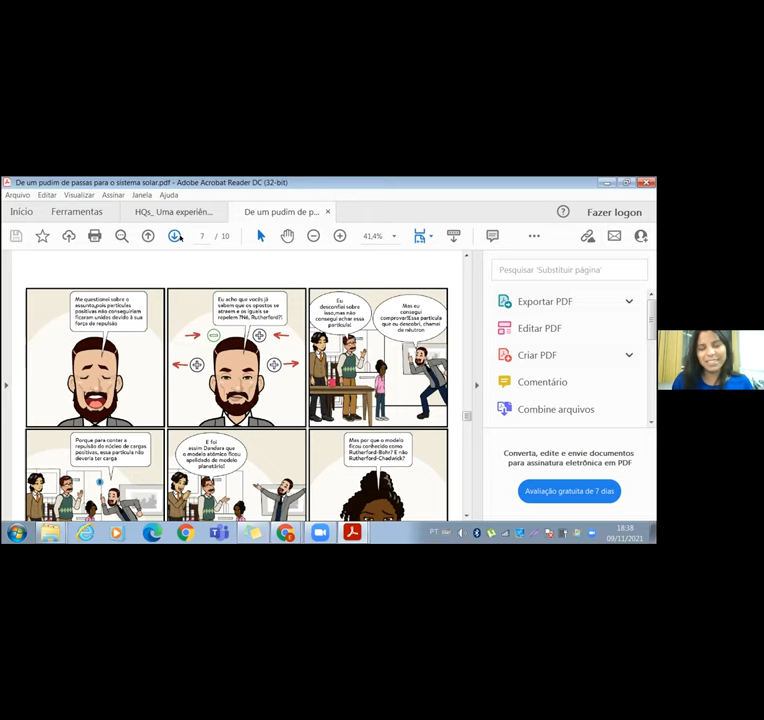 De um pudim de passas para o sistema solar.pdf - Adobe Acrobat Reader DC (32-bit)
Arquivo Editar Visualizar Assinar Janela Ajuda
Início Ferramentas HQs_ Uma experiên... De um pudim de p... × Fazer logon
7 / 10 41,4%
Pesquisar 'Substituir página'
Exportar PDF
Editar PDF
Criar PDF
Comentário
Combine arquivos
Converta, edite e envie documentos
para assinatura eletrônica em PDF
Avaliação gratuita de 7 dias
Me questionei sobre o
assunto,pois partículas
positivas não conseguiriam
ficarem unidas devido à sua
força de repulsão
Eu acho que vocês já
sabem que os opostos se
atraem e os iguais se
repelem ?!Né, Rutherford?!
Eu
desconfiei sobre
isso,mas não
consegui achar essa
partícula!
Mas eu
consegui
comprovar!Essa partícula
que eu descobri, chamei
de nêutron
Porque para conter a
repulsão do núcleo de cargas
positivas, essa partícula não
deveria ter carga
E foi
assim Dandara que
o modelo atômico ficou
apelidado de modelo
planetário!
Mas por que o modelo
ficou conhecido como
Rutherford-Bohr? E não
Rutherford-Chadwick?
PT
18:38
09/11/2021